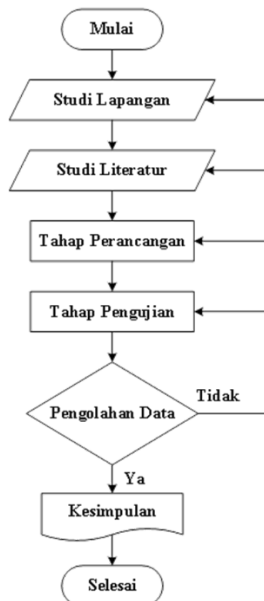 Mulai
Studi Lapangan
Studi Literatur
Tahap Perancangan
Tahap Pengujian
Pengolahan Data
Tidak
Ya
Kesimpulan
Selesai